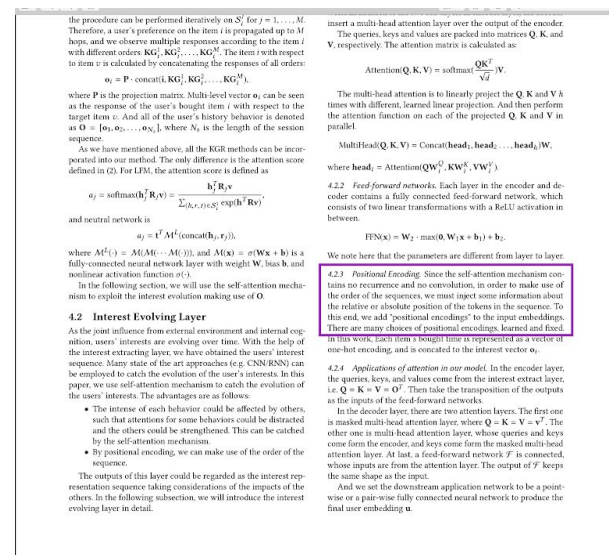 the procedure can be performed iteratively on S_i^j for j = 1, . . . , M.
Therefore, a user's preference on the item i is propagated up to M
hops, and we observe multiple responses according to the item i
with different orders: KG_i^1, KG_i^2, . . . , KG_i^M. The item i with respect
to item v is calculated by concatenating the responses of all orders:
o_i = P · concat(i, KG_i^1, KG_i^2 . . . , KG_i^M),
where P is the projection matrix. Multi-level vector o_i can be seen
as the response of the user's bought item i with respect to the
target item v. And all of the user's history behavior is denoted
as O = [o_1, o_2, . . . , o_{N_s}], where N_s is the length of the session
sequence.
As we have mentioned above, all the KGR methods can be incor-
porated into our method. The only difference is the attention score
defined in (2). For LFM, the attention score is defined as
a_j = softmax(h_j^T R_j v) = h_j^T R_j v / Σ_{(h,r,t)∈S_i^1} exp(h^T Rv),
and neutral network is
a_j = t^T M^L(concat(h_j, r_j)),
where M^L(·) = M(M(· · · M(·))), and M(x) = σ(Wx + b) is a
fully-connected neural network layer with weight W, bias b, and
nonlinear activation function σ(·).
In the following section, we will use the self-attention mecha-
nism to exploit the interest evolution making use of O.
4.2 Interest Evolving Layer
As the joint influence from external environment and internal cog-
nition, users' interests are evolving over time. With the help of
the interest extracting layer, we have obtained the users' interest
sequence. Many state of the art approaches (e.g. CNN/RNN) can
be employed to catch the evolution of the user's interests. In this
paper, we use self-attention mechanism to catch the evolution of
the users' interests. The advantages are as follows:
• The intense of each behavior could be affected by others,
such that attentions for some behaviors could be distracted
and the others could be strengthened. This can be catched
by the self-attention mechanism.
• By positional encoding, we can make use of the order of the
sequence.
The outputs of this layer could be regarded as the interest rep-
resentation sequence taking considerations of the impacts of the
others. In the following subsection, we will introduce the interest
evolving layer in detail.
insert a multi-head attention layer over the output of the encoder.
The queries, keys and values are packed into matrices Q, K, and
V, respectively. The attention matrix is calculated as:
Attention(Q, K, V) = softmax(QK^T / √d)V.
The multi-head attention is to linearly project the Q, K and V h
times with different, learned linear projection. And then perform
the attention function on each of the projected Q, K and V in
parallel.
MultiHead(Q, K, V) = Concat(head_1, head_2 . . . , head_h)W,
where head_i = Attention(QW_i^Q, KW_i^K, VW_i^V).
4.2.2 Feed-forward networks. Each layer in the encoder and de-
coder contains a fully connected feed-forward network, which
consists of two linear transformations with a ReLU activation in
between.
FFN(x) = W_2 · max(0, W_1x + b_1) + b_2.
We note here that the parameters are different from layer to layer.
4.2.3 Positional Encoding. Since the self-attention mechanism con-
tains no recurrence and no convolution, in order to make use of
the order of the sequences, we must inject some information about
the relative or absolute position of the tokens in the sequence. To
this end, we add "positional encodings" to the input embeddings.
There are many choices of positional encodings, learned and fixed.
In this work, Each item's bought time is represented as a vector of
one-hot encoding, and is concated to the interest vector o_i.
4.2.4 Applications of attention in our model. In the encoder layer,
the queries, keys, and values come from the interest extract layer,
i.e. Q = K = V = O^T. Then take the transposition of the outputs
as the inputs of the feed-forward networks.
In the decoder layer, there are two attention layers. The first one
is masked multi-head attention layer, where Q = K = V = v^T. The
other one is multi-head attention layer, whose queries and keys
come form the encoder, and keys come form the masked multi-head
attention layer. At last, a feed-forward network F is connected,
whose inputs are from the attention layer. The output of F keeps
the same shape as the input.
And we set the downstream application network to be a point-
wise or a pair-wise fully connected neural network to produce the
final user embedding u.